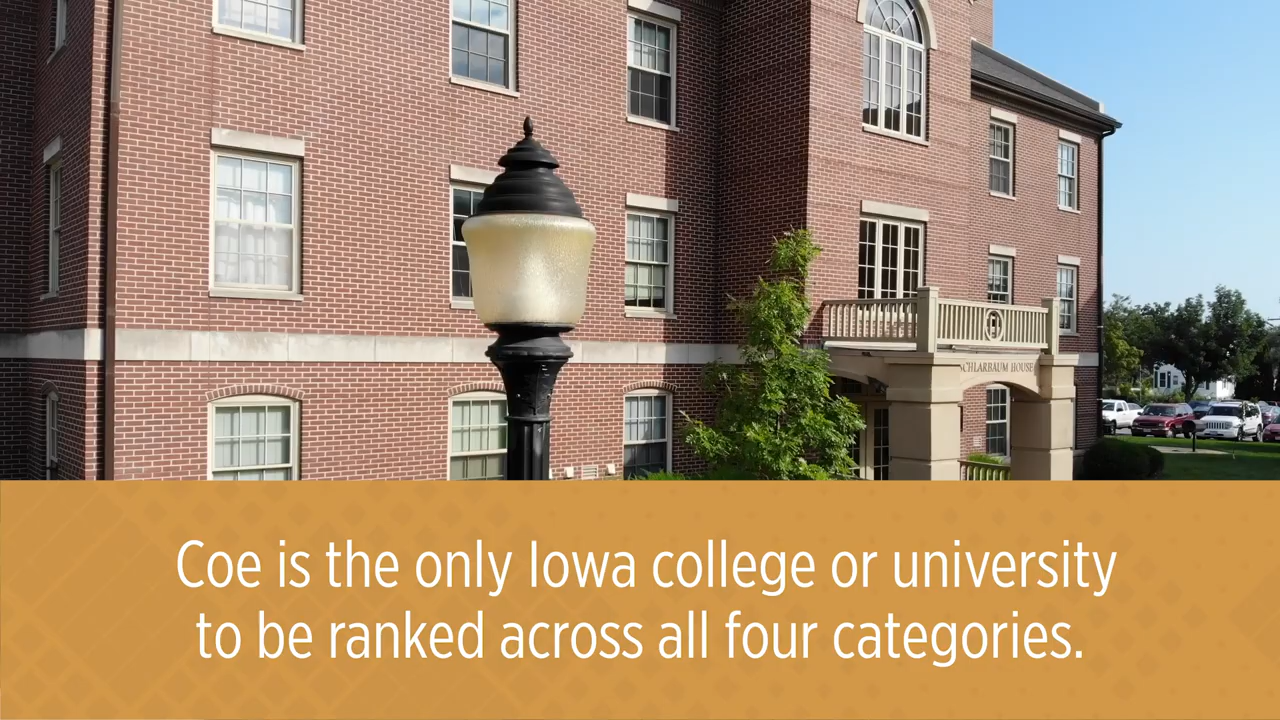 SCHLARBAUM HOUSE
Coe is the only Iowa college or university
to be ranked across all four categories.